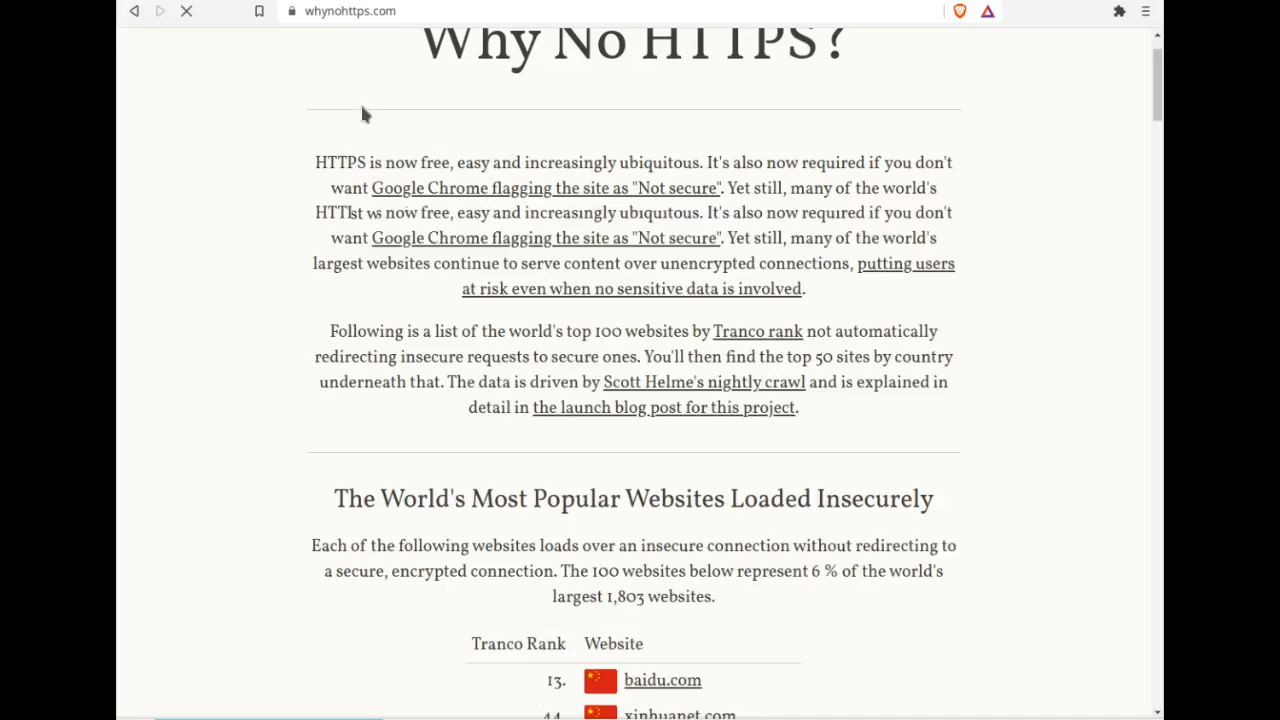 whynohttps.com
Why No HTTPS?
HTTPS is now free, easy and increasingly ubiquitous. It's also now required if you don't
want Google Chrome flagging the site as "Not secure". Yet still, many of the world's
now free, easy and increasingly ubiquitous. It's also now required if you don't
want Google Chrome flagging the site as "Not secure". Yet still, many of the world's
largest websites continue to serve content over unencrypted connections, putting users
at risk even when no sensitive data is involved.
Following is a list of the world's top 100 websites by Tranco rank not automatically
redirecting insecure requests to secure ones. You'll then find the top 50 sites by country
underneath that. The data is driven by Scott Helme's nightly crawl and is explained in
detail in the launch blog post for this project.
The World's Most Popular Websites Loaded Insecurely
Each of the following websites loads over an insecure connection without redirecting to
a secure, encrypted connection. The 100 websites below represent 6 % of the world's
largest 1,803 websites.
Tranco Rank Website
13. baidu.com
44. xinhuanet.com